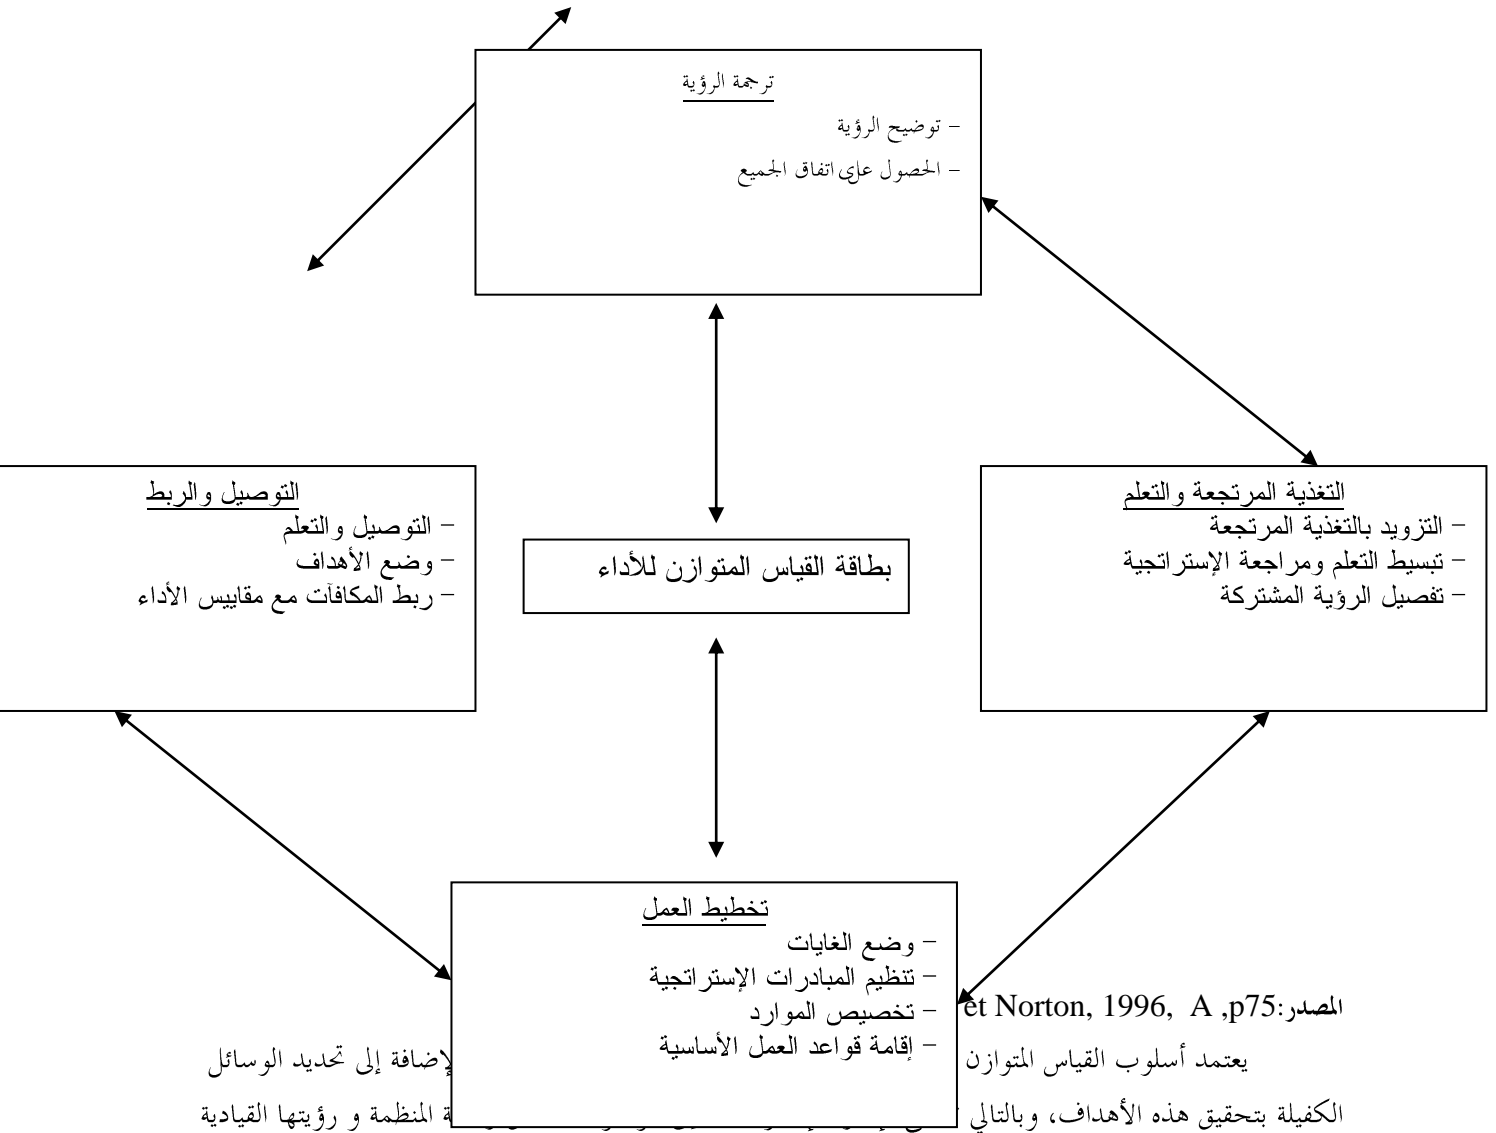 ترجمة الرؤية
– توضيح الرؤية
– الحصول على اتفاق الجميع
التغذية المرتجعة والتعلم
– التزويد بالتغذية المرتجعة
– تبسيط التعلم ومراجعة الإستراتجية
– تفصيل الرؤية المشتركة
بطاقة القياس المتوازن للأداء
التوصيل والربط
– التوصيل والتعلم
– وضع الأهداف
– ربط المكافآت مع مقاييس الأداء
تخطيط العمل
– وضع الغايات
– تنظيم المبادرات الإستراتجية
– تخصيص الموارد
– إقامة قواعد العمل الأساسية
المصدر:et Norton, 1996, A ,p75
يعتمد أسلوب القياس المتوازن لإضافة إلى تحديد الوسائل
الكفيلة بتحقيق هذه الأهداف، وبالتالي المنظمة و رؤيتها القيادية